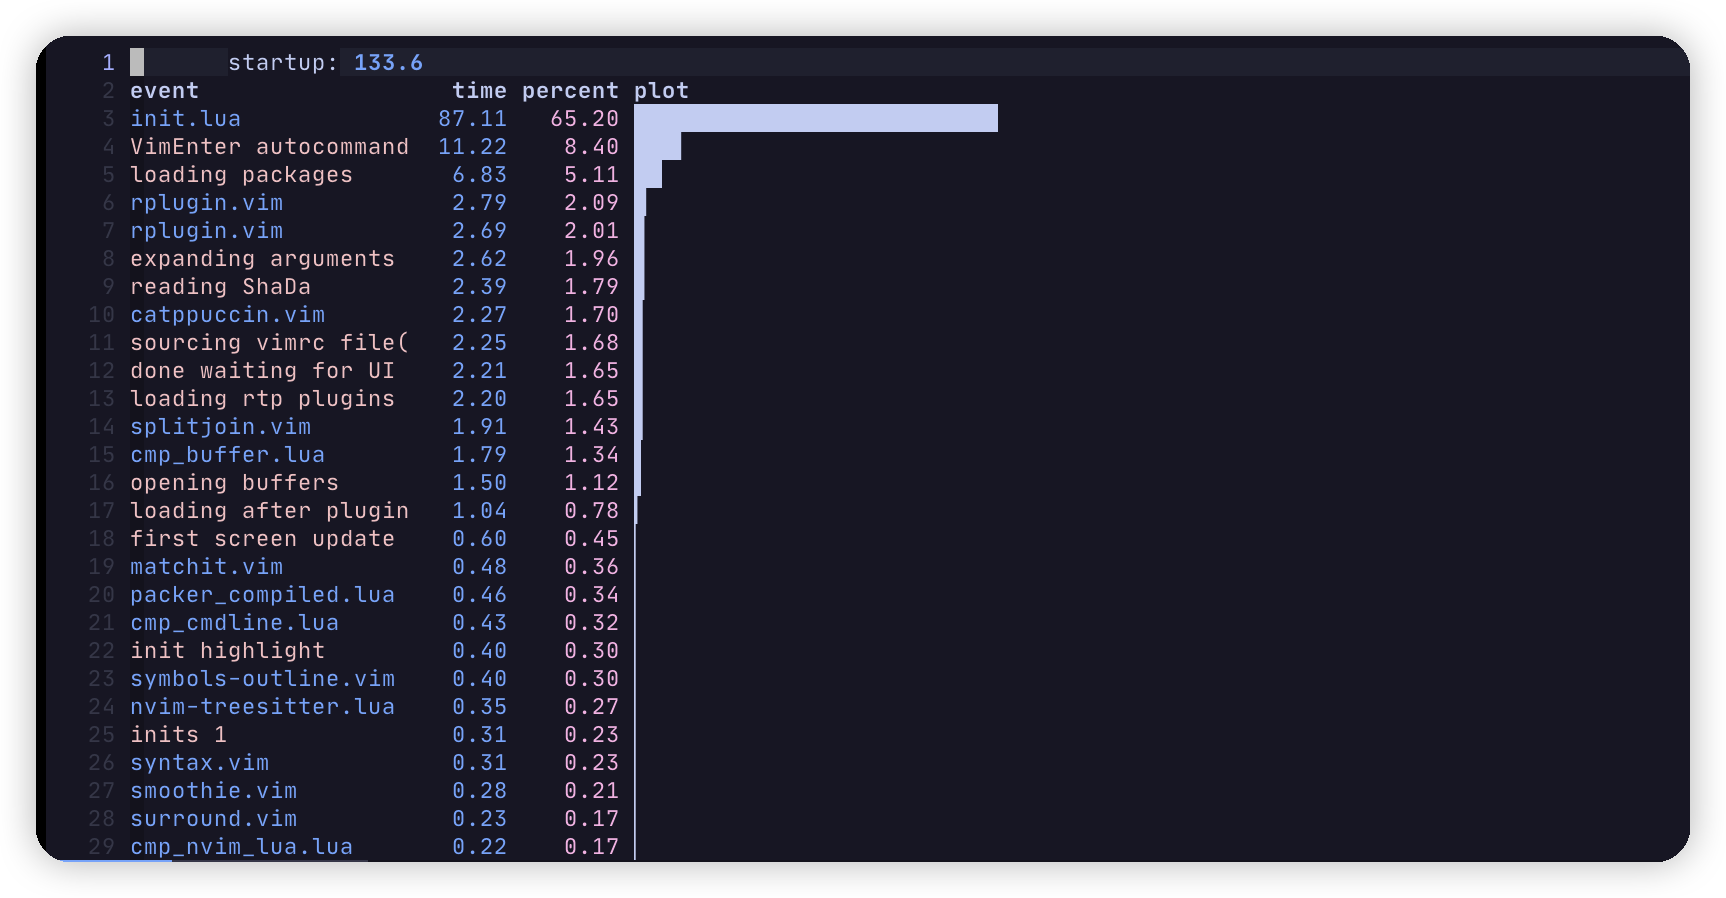 1 startup: 133.6
2 event time percent plot
3 init.lua 87.11 65.20
4 VimEnter autocommand 11.22 8.40
5 loading packages 6.83 5.11
6 rplugin.vim 2.79 2.09
7 rplugin.vim 2.69 2.01
8 expanding arguments 2.62 1.96
9 reading ShaDa 2.39 1.79
10 catppuccin.vim 2.27 1.70
11 sourcing vimrc file( 2.25 1.68
12 done waiting for UI 2.21 1.65
13 loading rtp plugins 2.20 1.65
14 splitjoin.vim 1.91 1.43
15 cmp_buffer.lua 1.79 1.34
16 opening buffers 1.50 1.12
17 loading after plugin 1.04 0.78
18 first screen update 0.60 0.45
19 matchit.vim 0.48 0.36
20 packer_compiled.lua 0.46 0.34
21 cmp_cmdline.lua 0.43 0.32
22 init highlight 0.40 0.30
23 symbols-outline.vim 0.40 0.30
24 nvim-treesitter.lua 0.35 0.27
25 inits 1 0.31 0.23
26 syntax.vim 0.31 0.23
27 smoothie.vim 0.28 0.21
28 surround.vim 0.23 0.17
29 cmp_nvim_lua.lua 0.22 0.17